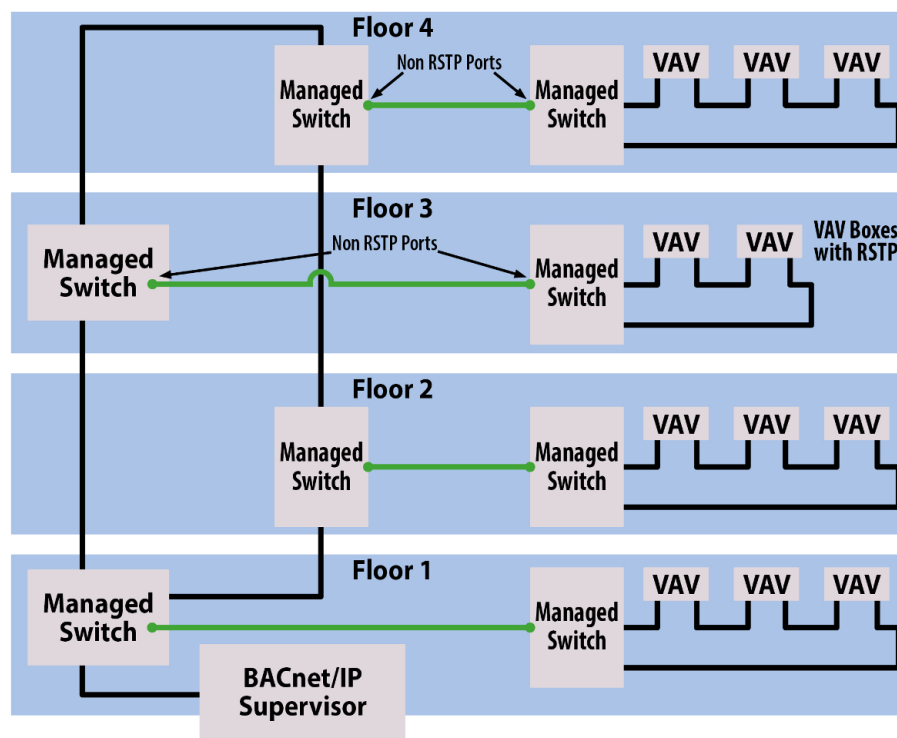 Floor 4
Non RSTP Ports
Managed
Switch
Managed
Switch
VAV
VAV
VAV
Floor 3
Non RSTP Ports
Managed
Switch
Managed
Switch
VAV
VAV
VAV Boxes
with RSTP
Floor 2
Managed
Switch
Managed
Switch
VAV
VAV
VAV
Floor 1
Managed
Switch
Managed
Switch
VAV
VAV
VAV
BACnet/IP
Supervisor